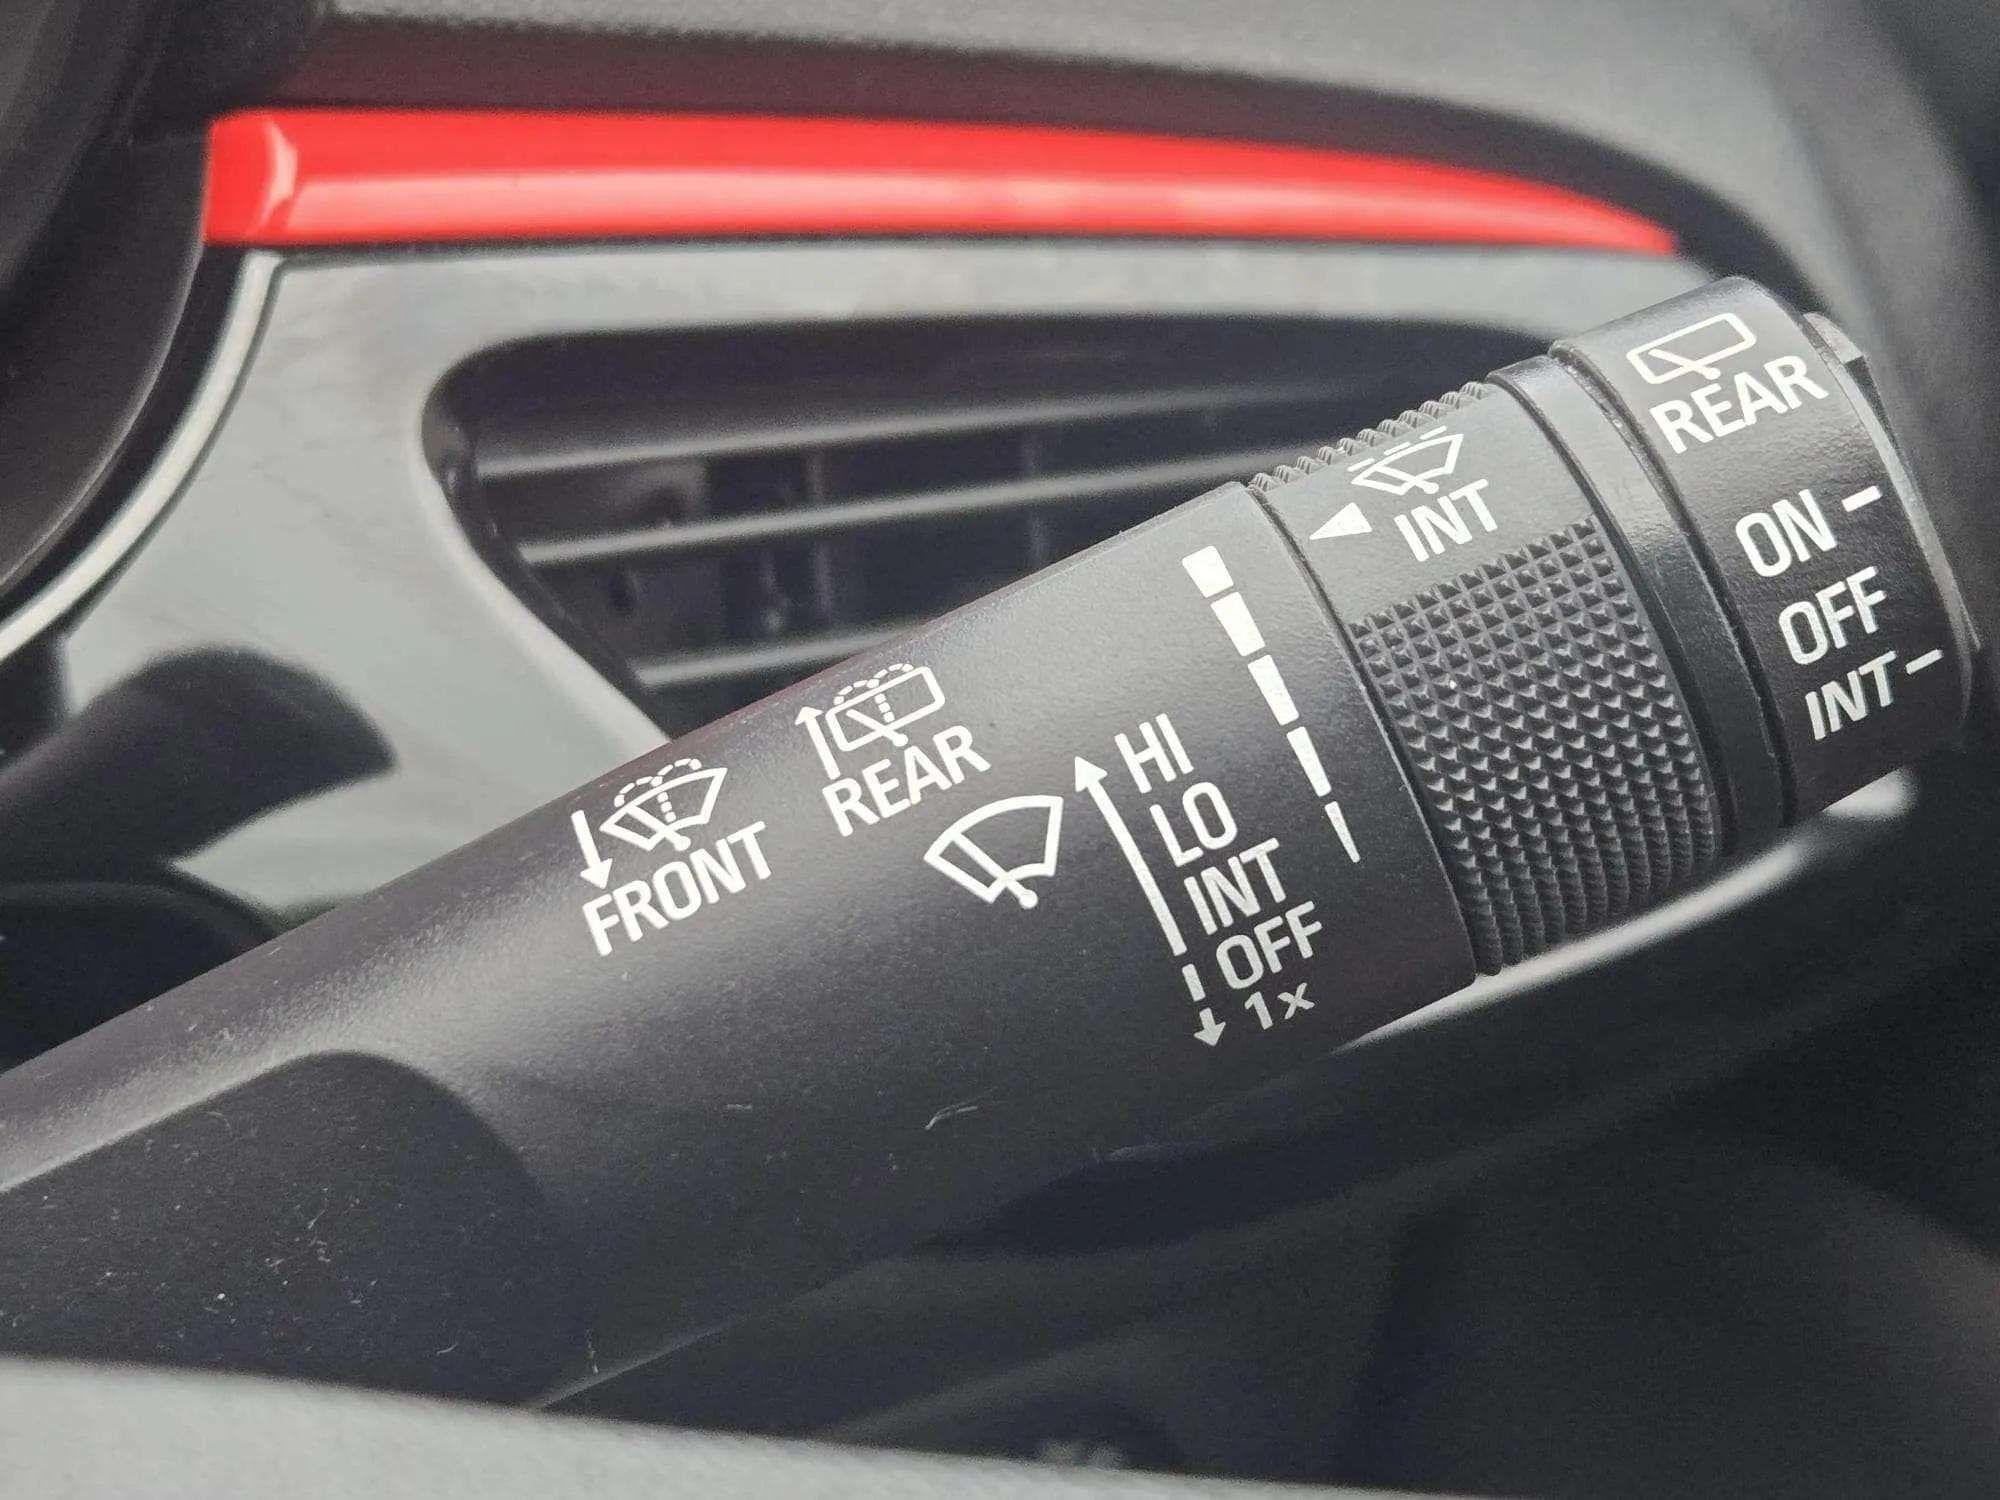 FRONT
REAR
HI
LO
INT
OFF
1x
INT
REAR
ON -
OFF
INT -